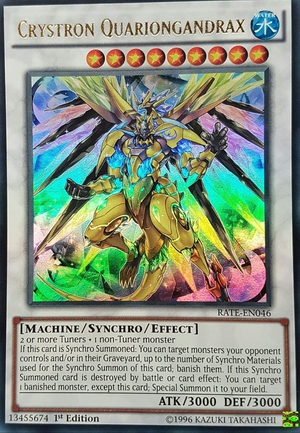 CRYSTRON QUARIONGANDRAX
WATER
水
RATE-EN046
[MACHINE/SYNCHRO/EFFECT]
2 or more Tuners + 1 non-Tuner monster
If this card is Synchro Summoned: You can target monsters your opponent
controls and/or in their Graveyard, up to the number of Synchro Materials
used for the Synchro Summon of this card; banish them. If this Synchro
Summoned card is destroyed by battle or card effect: You can target
1 banished monster, except this card; Special Summon it to your field.
ATK/3000 DEF/3000
13455674 1st Edition ©1996 KAZUKI TAKAHASHI